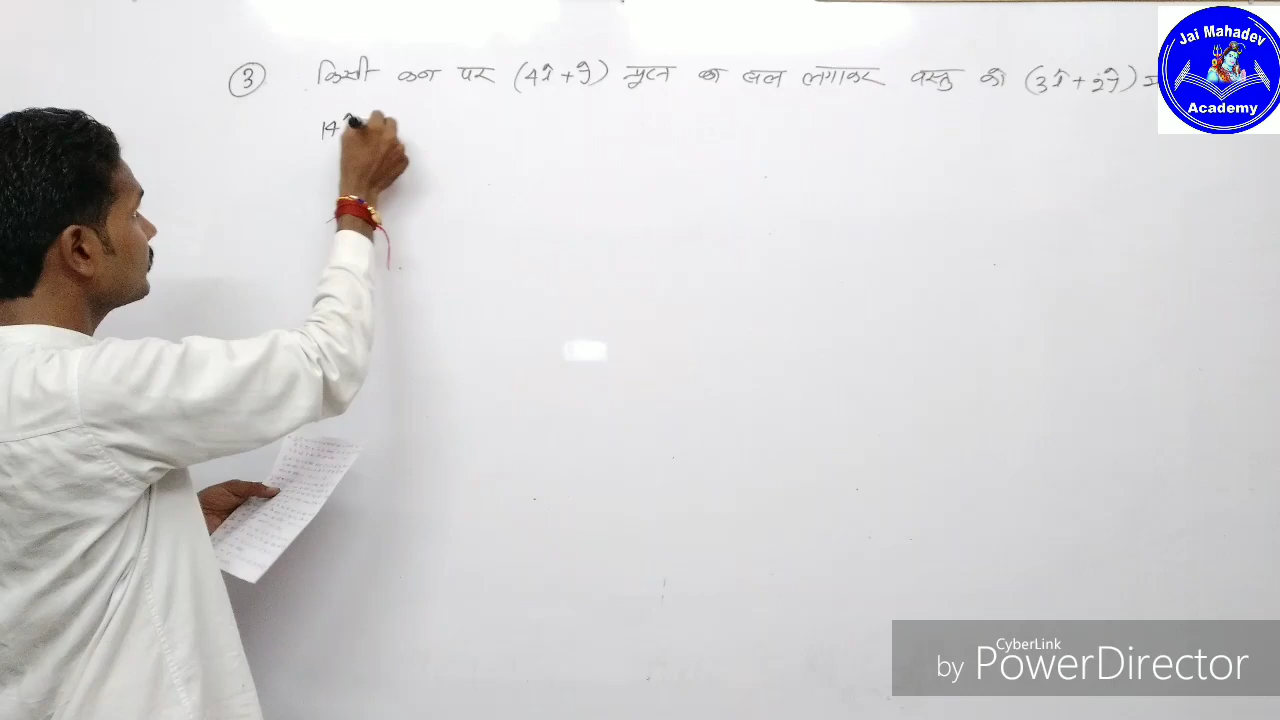 ③ किसी कण पर (4î + ĵ) न्यूटन का बल लगाकर वस्तु को (3î + 2ĵ)
14
Jai Mahadev
Academy
CyberLink
by PowerDirector